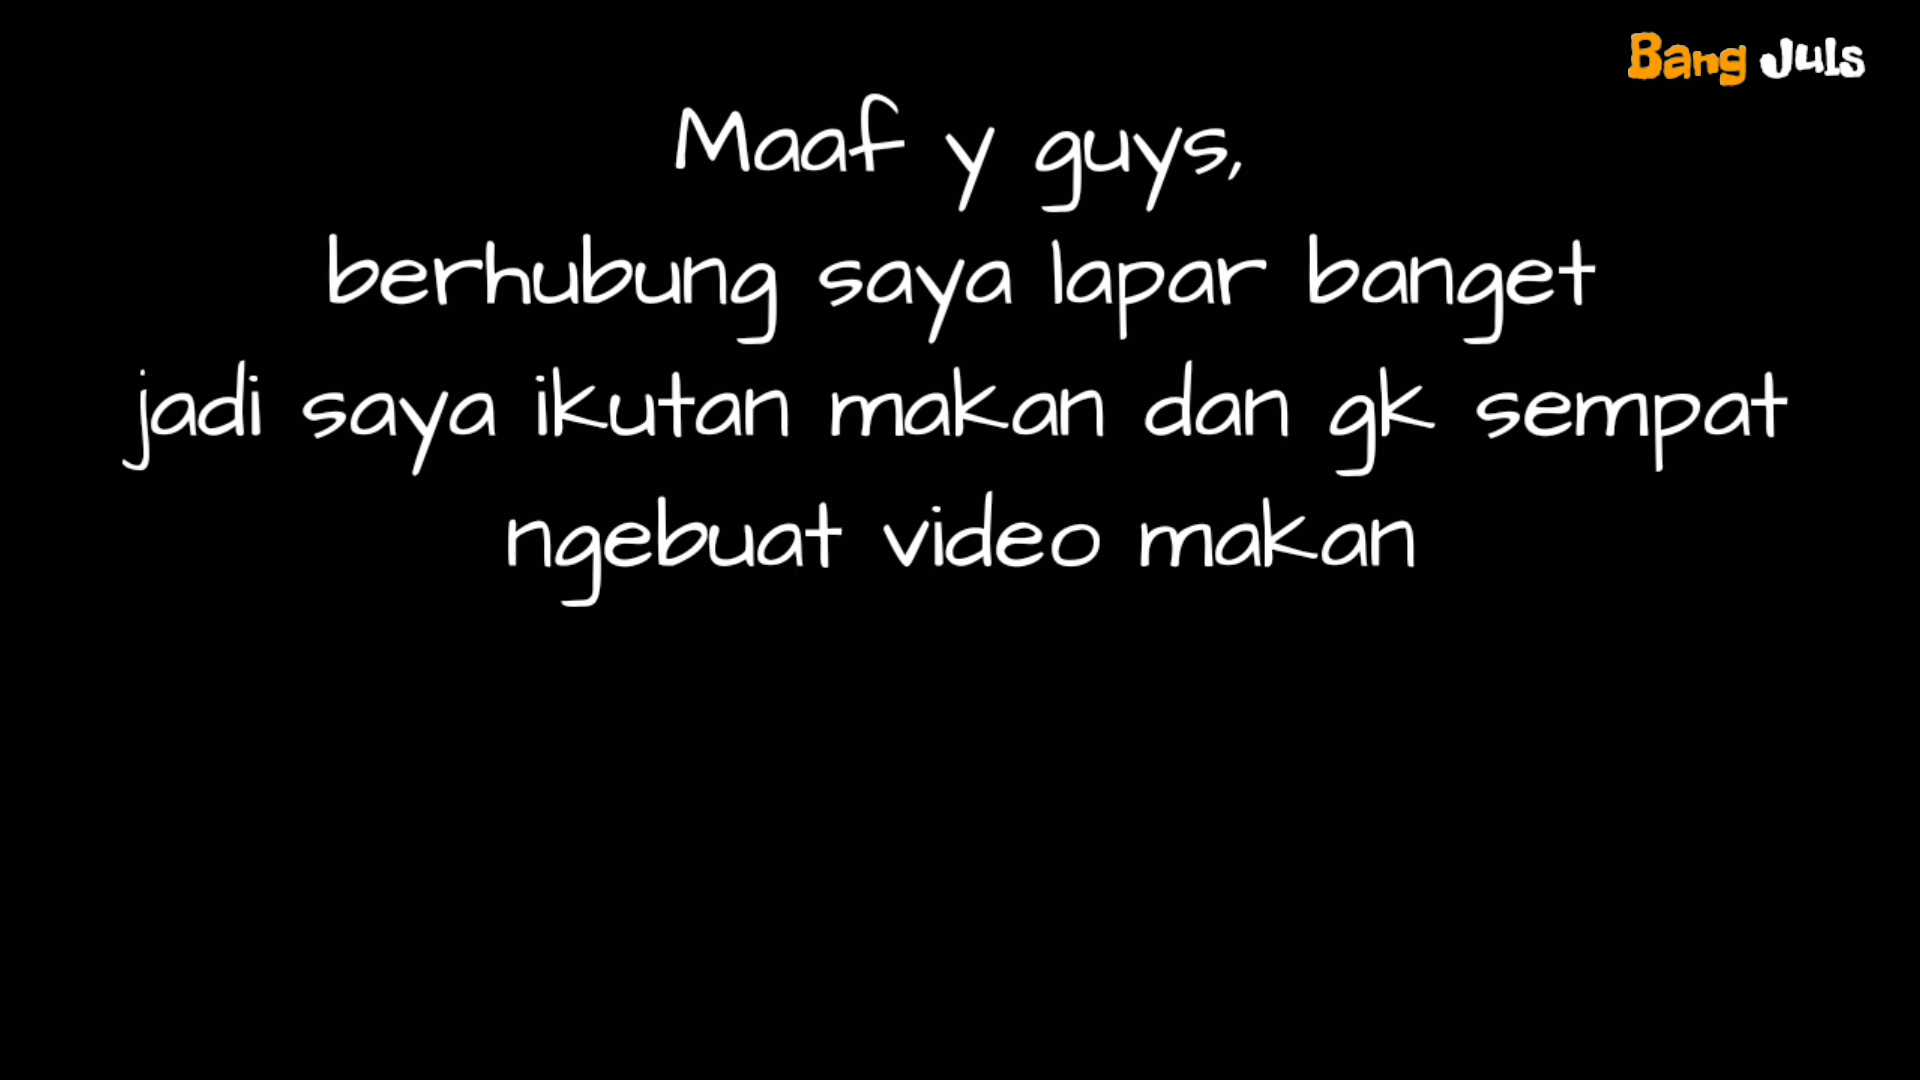 Bang Juls
Maaf y guys,
berhubung saya lapar banget
jadi saya ikutan makan dan gk sempat
ngebuat video makan